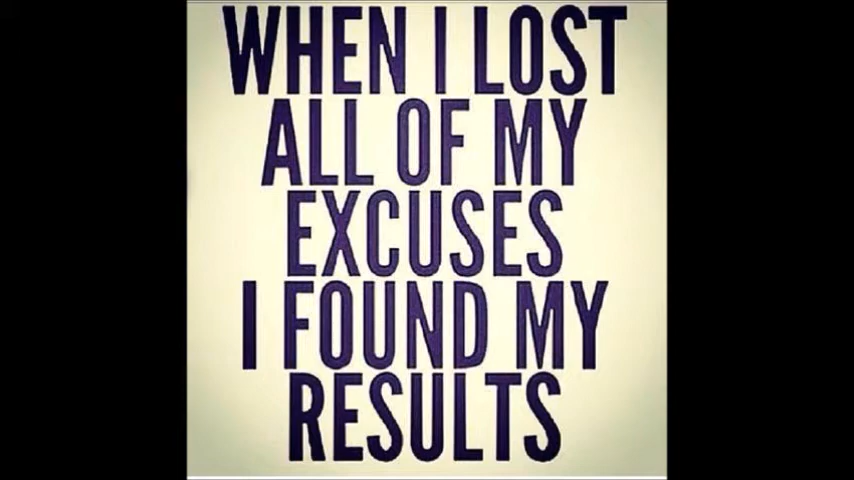 WHEN I LOST
ALL OF MY
EXCUSES
I FOUND MY
RESULTS